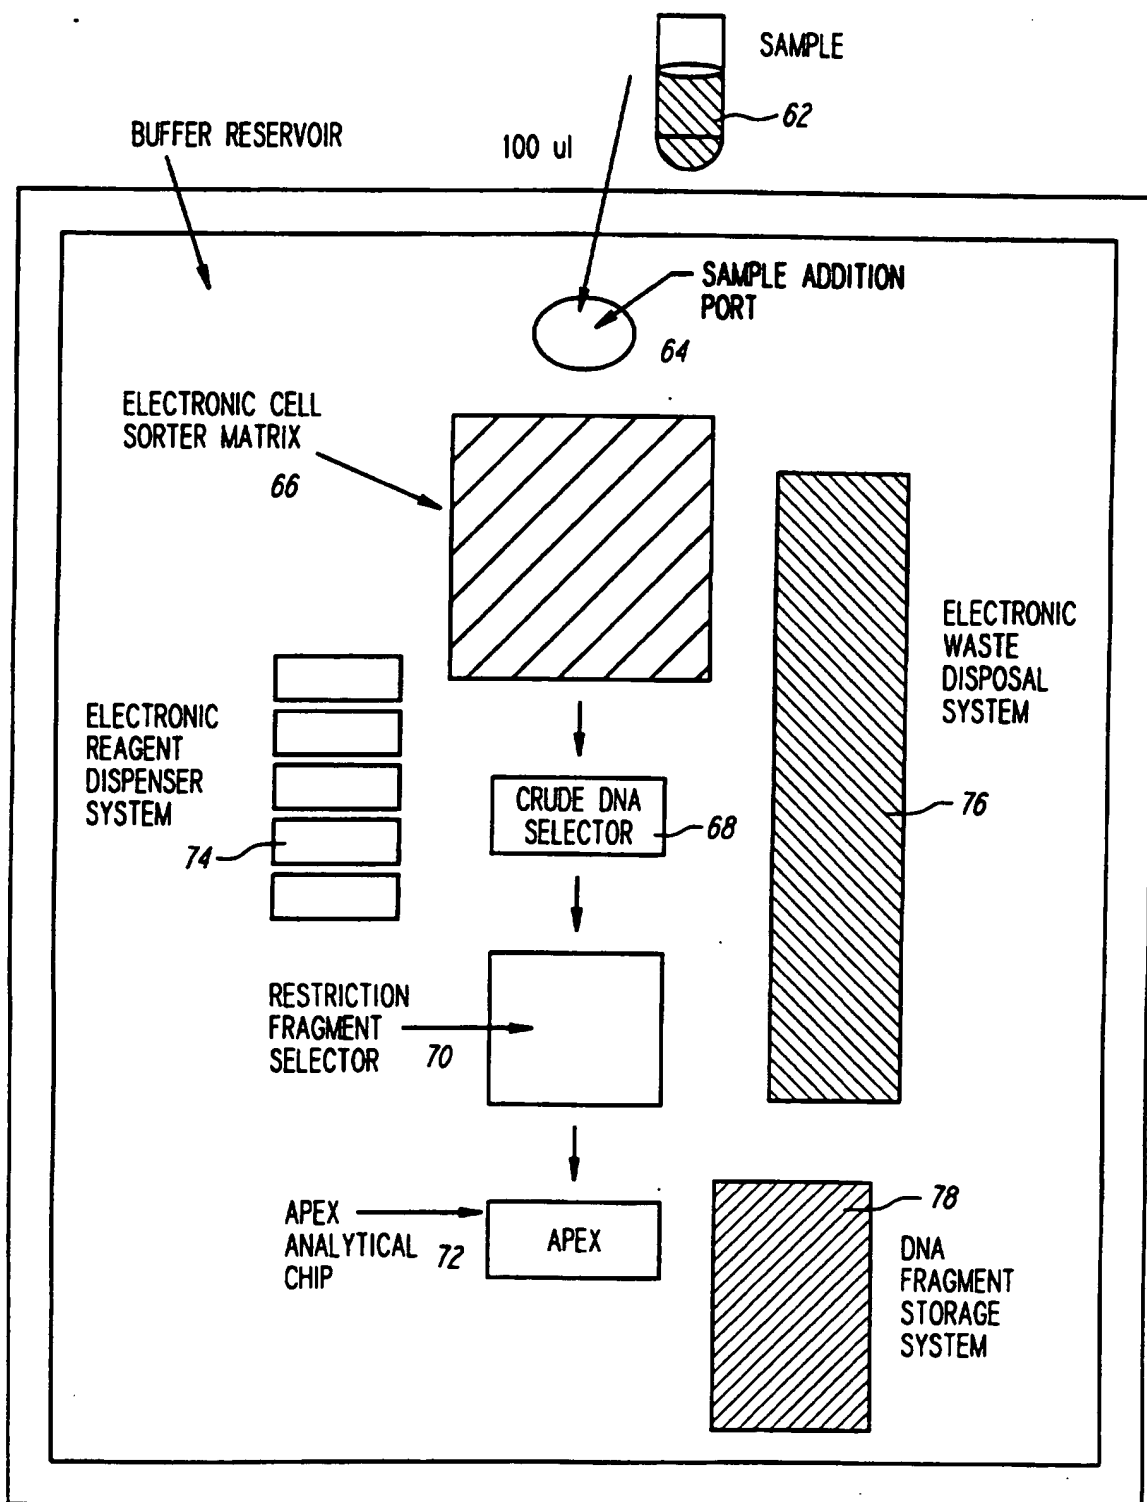 SAMPLE
62
BUFFER RESERVOIR
100 ul
SAMPLE ADDITION
PORT
64
ELECTRONIC CELL
SORTER MATRIX
66
ELECTRONIC
WASTE
DISPOSAL
SYSTEM
76
ELECTRONIC
REAGENT
DISPENSER
SYSTEM
74
CRUDE DNA
SELECTOR
68
RESTRICTION
FRAGMENT
SELECTOR
70
APEX
ANALYTICAL
CHIP
72
APEX
78
DNA
FRAGMENT
STORAGE
SYSTEM